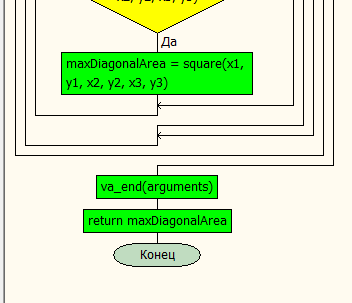 Да
maxDiagonalArea = square(x1,
y1, x2, y2, x3, y3)
va_end(arguments)
return maxDiagonalArea
Конец